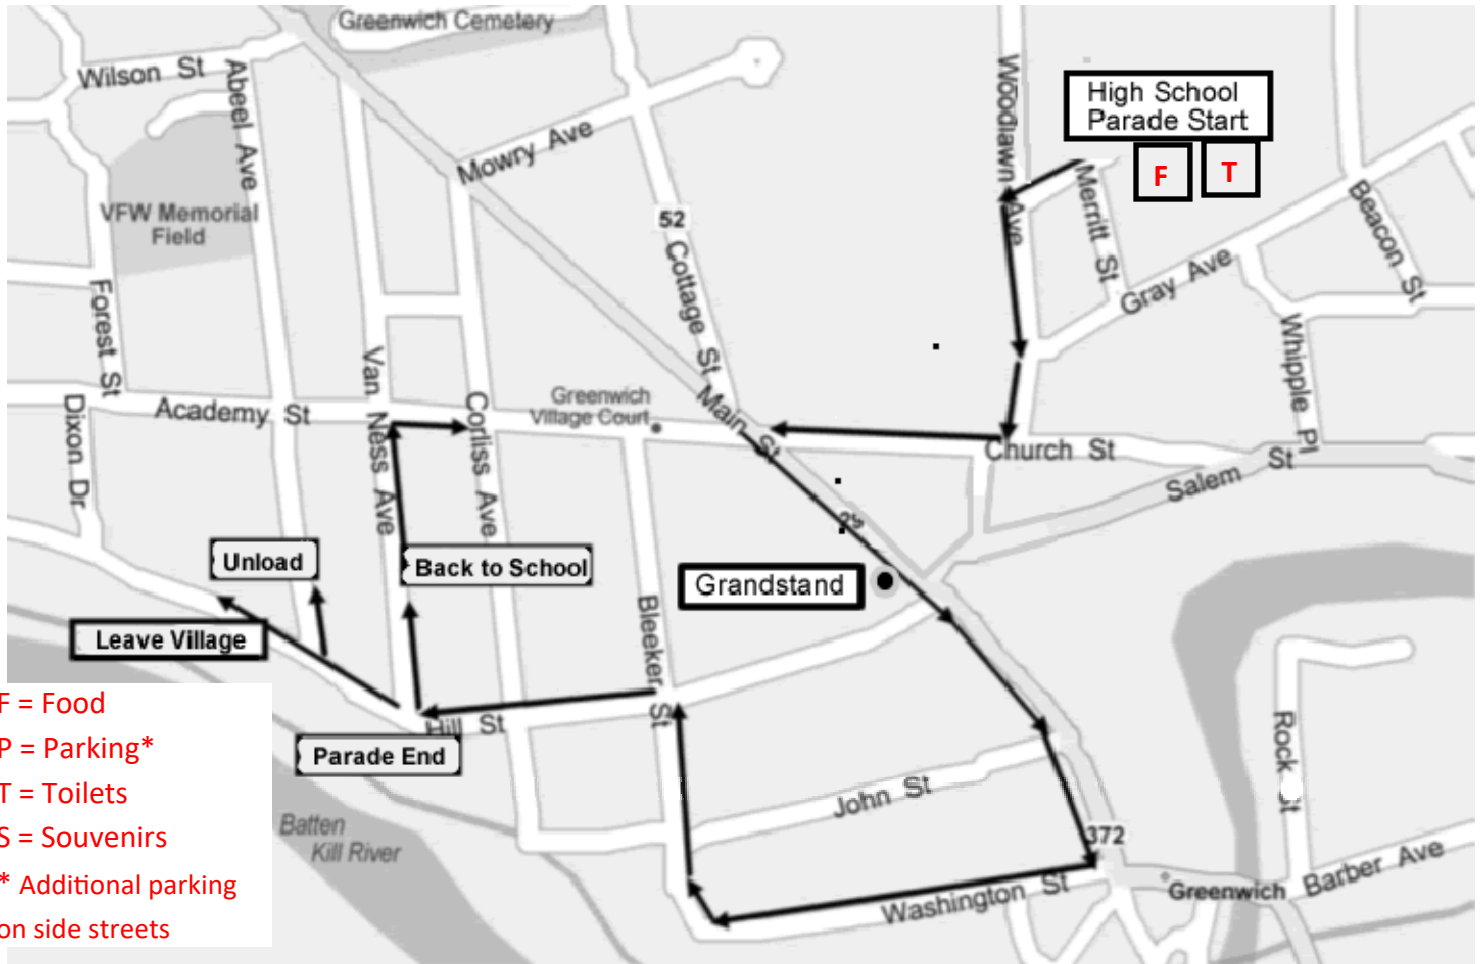 Greenwich Cemetery
Wilson St
Abeel Ave
Mowry Ave
Woodlawn Ave
High School
Parade Start
F
T
Merritt St
Beacon St
VFW Memorial
Field
52
Cottage St
Gray Ave
Forest St
Whipple Pl
Van Ness Ave
Dixon Dr
Academy St
Corliss Ave
Greenwich
Village Court
Main St
Church St
Salem St
29
Unload
Back to School
Grandstand
Leave Village
Bleeker St
Hill St
Parade End
F = Food
P = Parking*
T = Toilets
S = Souvenirs
* Additional parking
on side streets
Batten
Kill River
John St
Rock St
372
Washington St
Greenwich
Barber Ave